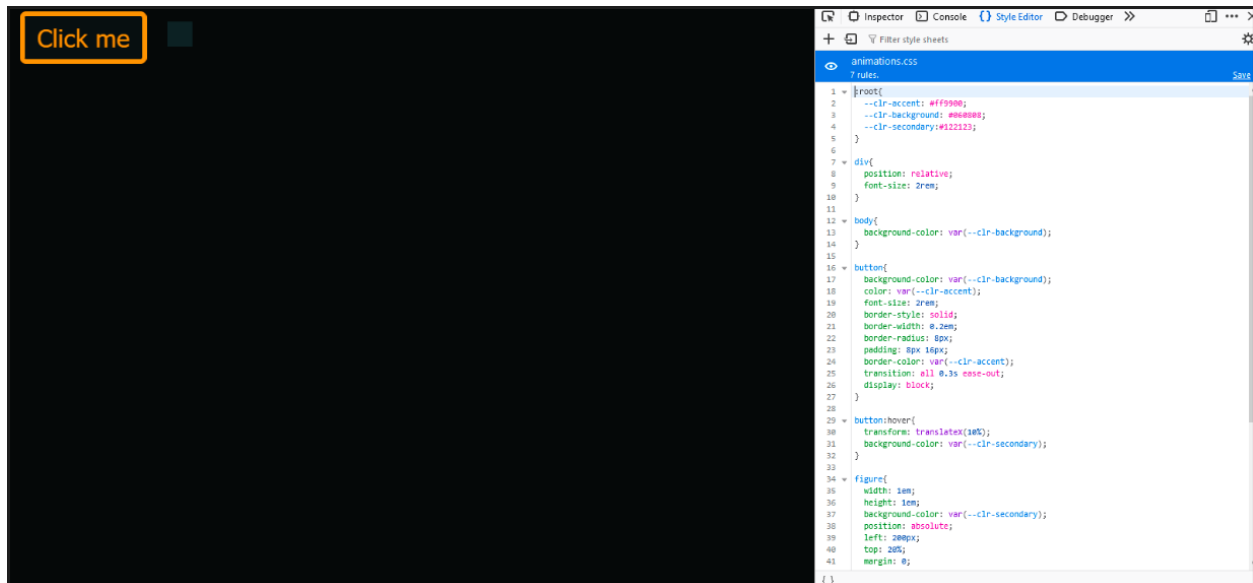 Click me
Inspector Console {} Style Editor Debugger
Filter style sheets
animations.css
7 rules.
Save
1 :root{
2 --clr-accent: #ff9900;
3 --clr-background: #060808;
4 --clr-secondary:#122123;
5 }
6
7 div{
8 position: relative;
9 font-size: 2rem;
10 }
11
12 body{
13 background-color: var(--clr-background);
14 }
15
16 button{
17 background-color: var(--clr-background);
18 color: var(--clr-accent);
19 font-size: 2rem;
20 border-style: solid;
21 border-width: 0.2em;
22 border-radius: 8px;
23 padding: 8px 16px;
24 border-color: var(--clr-accent);
25 transition: all 0.3s ease-out;
26 display: block;
27 }
28
29 button:hover{
30 transform: translatex(10%);
31 background-color: var(--clr-secondary);
32 }
33
34 figure{
35 width: 1em;
36 height: 1em;
37 background-color: var(--clr-secondary);
38 position: absolute;
39 left: 200px;
40 top: 20%;
41 margin: 0;
{ }